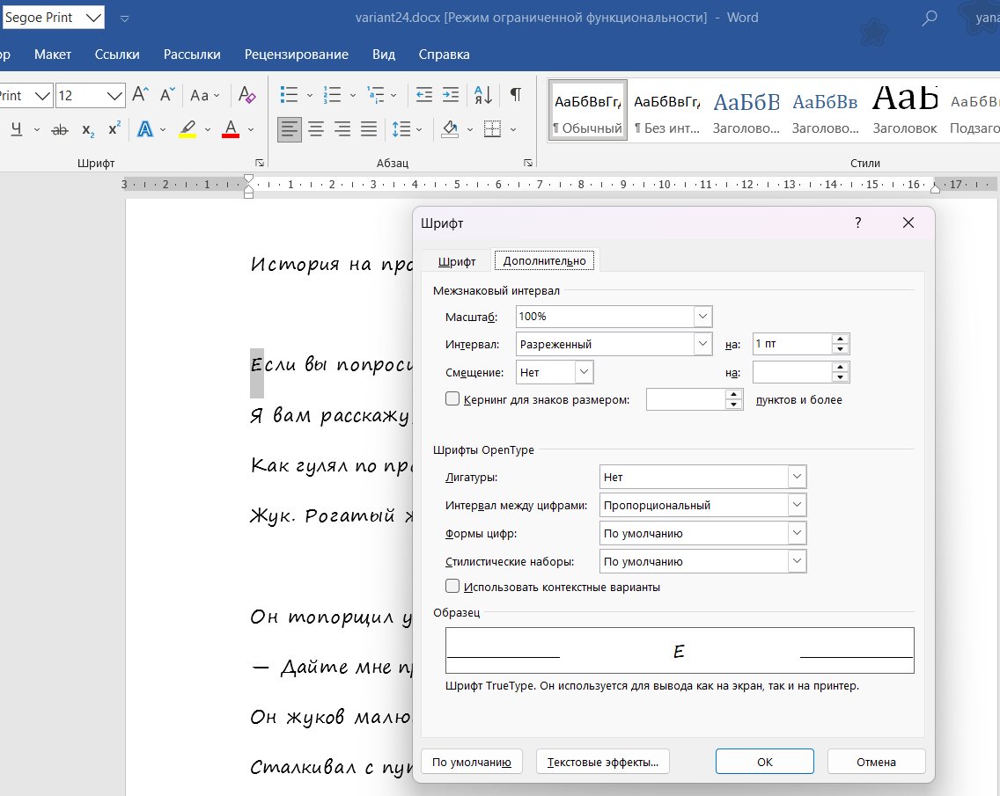 Segoe Print
variant24.docx [Режим ограниченной функциональности] - Word
yana
ор Макет Ссылки Рассылки Рецензирование Вид Справка
Print 12 A A Aa A
Ч ab x₂ x² A A
АаБбВвГг, АаБбВвГг, АаБбВ АаБбВв АаБ АаБбВ
¶ Обычный ¶ Без инт... Заголово... Заголово... Заголовок Подзаго
Шрифт Абзац Стили
3 2 1 1 2 3 4 5 6 7 8 9 10 11 12 13 14 15 16 17
История на про
Если вы попроси
Я вам расскажу,
Как гулял по про
Жук. Рогатый ж
Он топорщил у
— Дайте мне пр
Он жуков малю
Сталкивал с пут
Шрифт ?
Шрифт Дополнительно
Межзнаковый интервал
Масштаб: 100%
Интервал: Разреженный на: 1 пт
Смещение: Нет на:
Кернинг для знаков размером: пунктов и более
Шрифты OpenType
Лигатуры: Нет
Интервал между цифрами: Пропорциональный
Формы цифр: По умолчанию
Стилистические наборы: По умолчанию
Использовать контекстные варианты
Образец
Е
Шрифт TrueType. Он используется для вывода как на экран, так и на принтер.
По умолчанию Текстовые эффекты... ОК Отмена